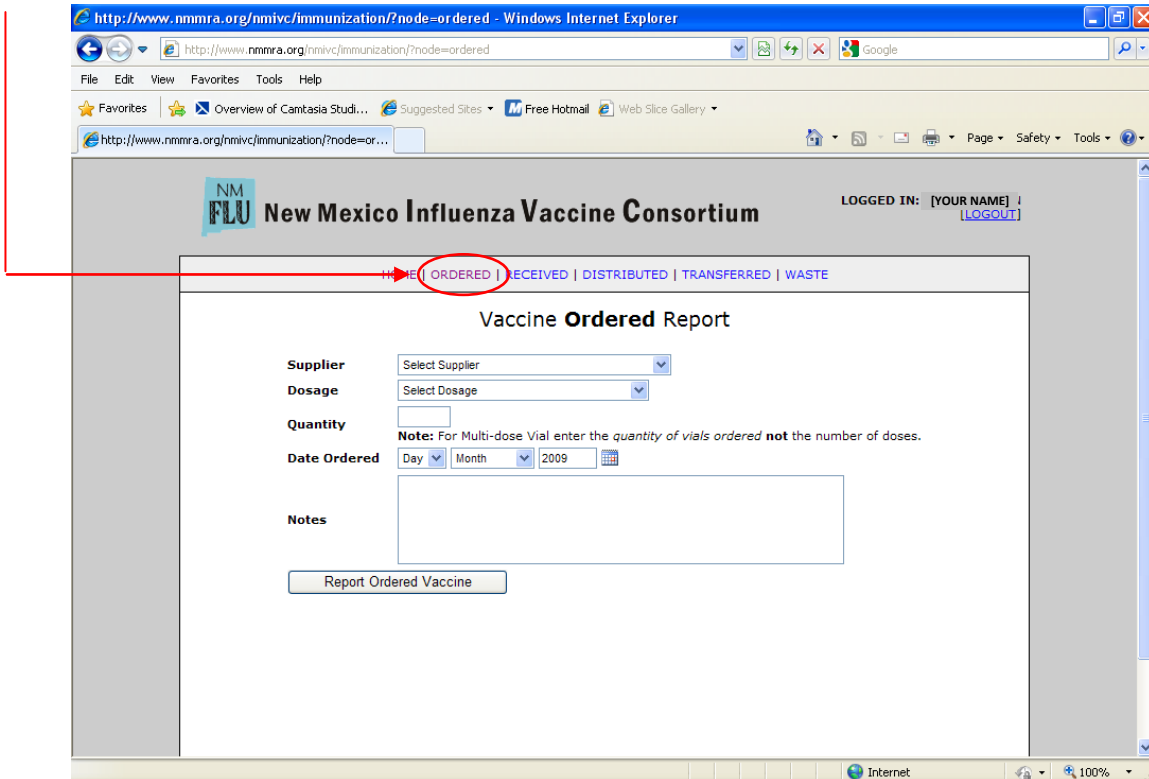 http://www.nmmra.org/nmivc/immunization/?node=ordered - Windows Internet Explorer
http://www.nmmra.org/nmivc/immunization/?node=ordered
Google
File Edit View Favorites Tools Help
Favorites Overview of Camtasia Studi... Suggested Sites Free Hotmail Web Slice Gallery
http://www.nmmra.org/nmivc/immunization/?node=or...
Page Safety Tools
NM
FLU New Mexico Influenza Vaccine Consortium
LOGGED IN: [YOUR NAME]
[LOGOUT]
HOME | ORDERED | RECEIVED | DISTRIBUTED | TRANSFERRED | WASTE
Vaccine Ordered Report
Supplier Select Supplier
Dosage Select Dosage
Quantity
Note: For Multi-dose Vial enter the quantity of vials ordered not the number of doses.
Date Ordered Day Month 2009
Notes
Report Ordered Vaccine
Internet 100%